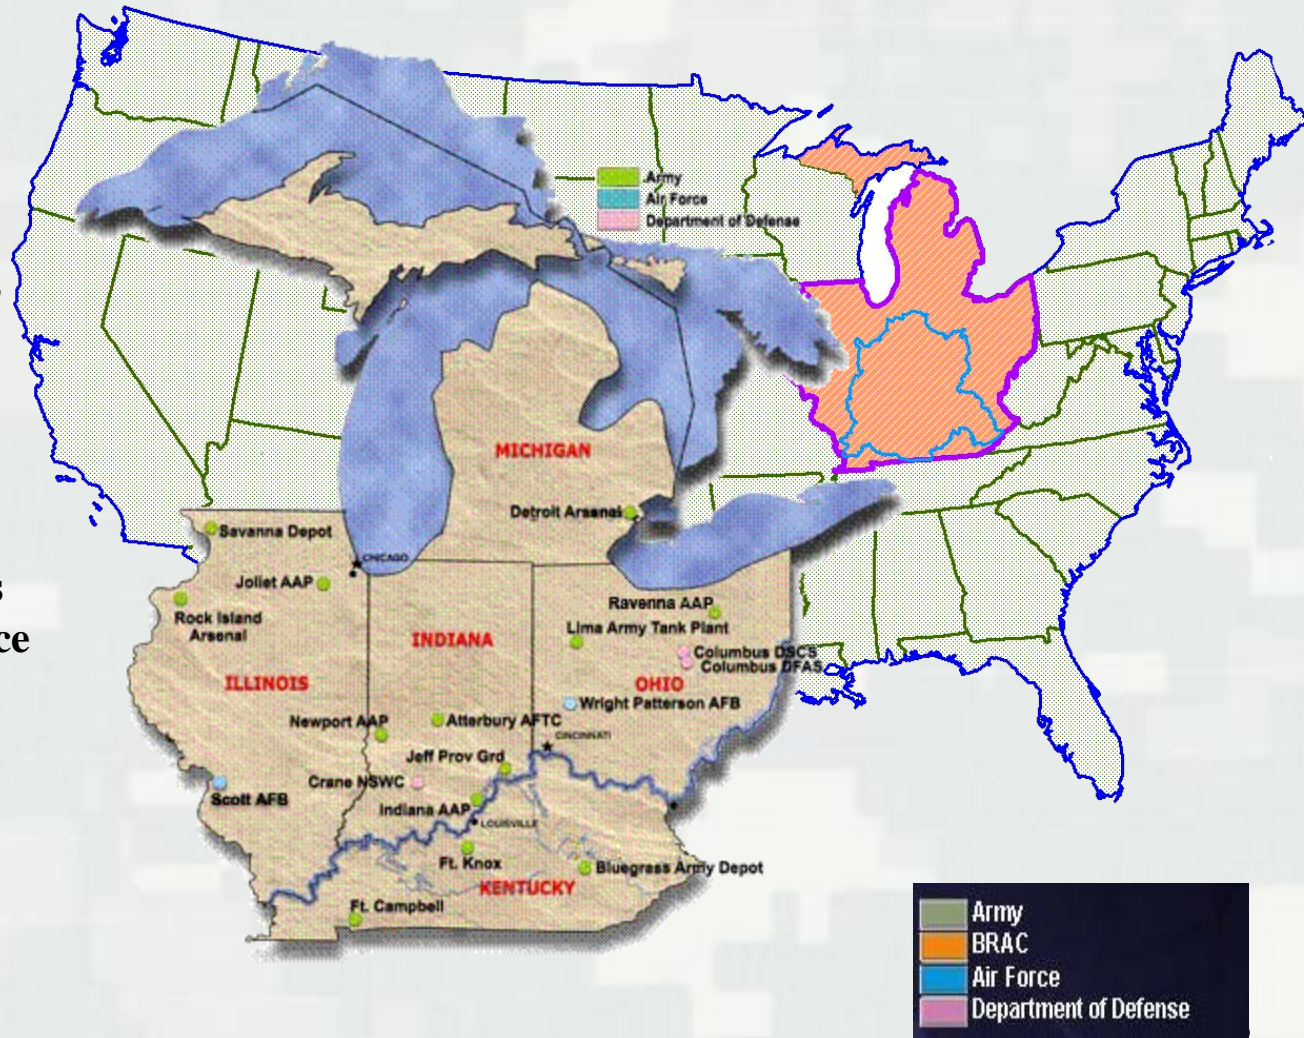 Army
Air Force
Department of Defense
MICHIGAN
Detroit Arsenal
Savanna Depot
CHICAGO
Joliet AAP
s
Rock Island
Arsenal
ce
Ravenna AAP
Lima Army Tank Plant
INDIANA
Columbus DSCS
Columbus DFAS
ILLINOIS
OHIO
Wright Patterson AFB
Newport AAP
Atterbury AFTC
CINCINNATI
Jeff Prov Grd
Crane NSWC
Scott AFB
Indiana AAP
LOUISVILLE
Ft. Knox
Bluegrass Army Depot
KENTUCKY
Ft. Campbell
Army
BRAC
Air Force
Department of Defense